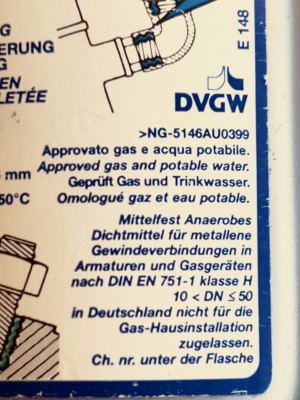 G
IERUNG
G
EN
LETÉE
E 148
DVGW
>NG-5146AU0399
Approvato gas e acqua potabile.
mm Approved gas and potable water.
Geprüft Gas und Trinkwasser.
50°C Omologué gaz et eau potable.
Mittelfest Anaerobes
Dichtmittel für metallene
Gewindeverbindungen in
Armaturen und Gasgeräten
nach DIN EN 751-1 klasse H
10 < DN ≤ 50
in Deutschland nicht für die
Gas-Hausinstallation
zugelassen.
Ch. nr. unter der Flasche